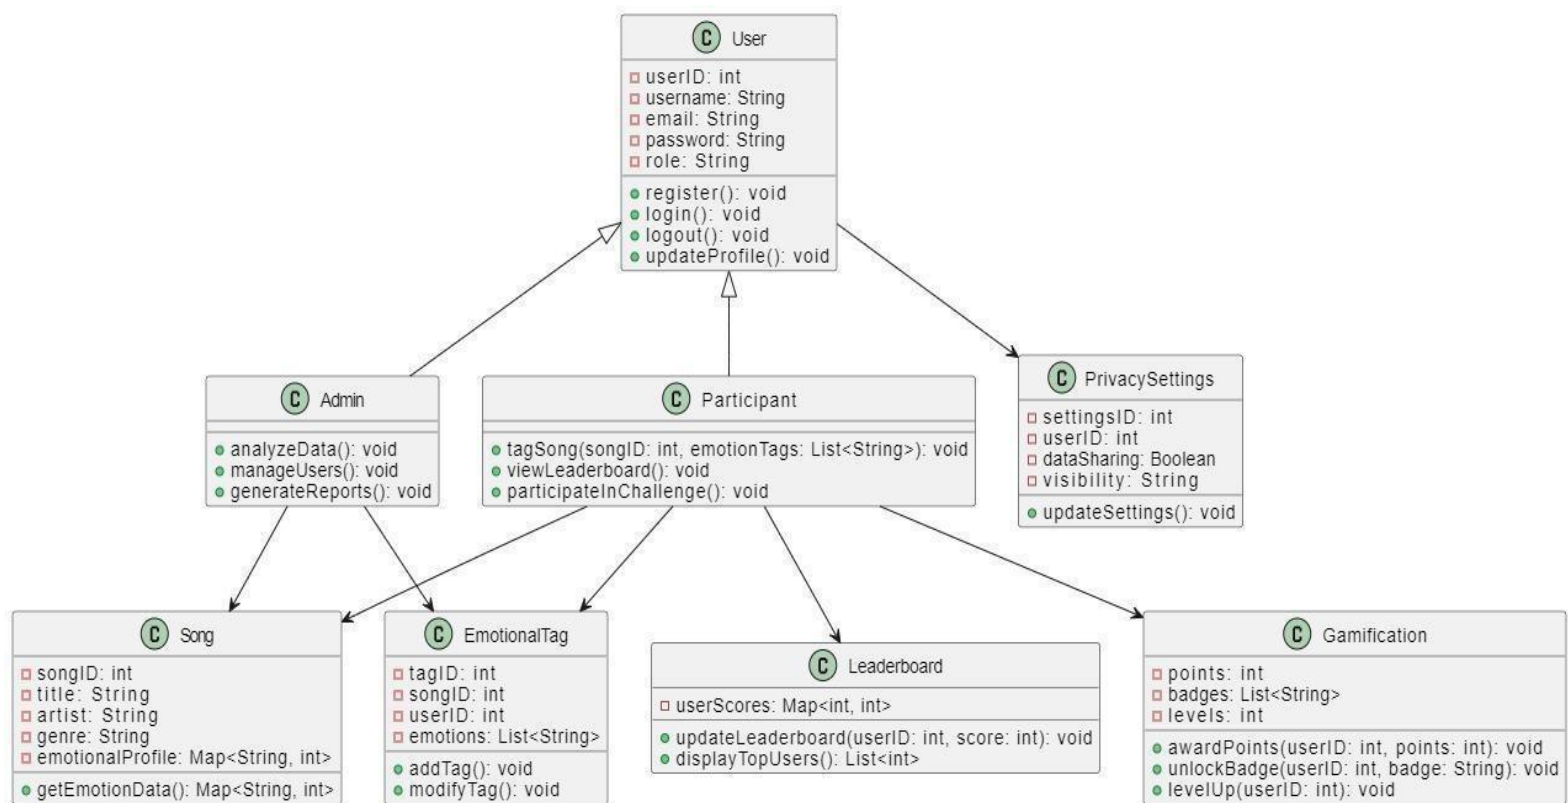 C User
userID: int
username: String
email: String
password: String
role: String
register(): void
login(): void
logout(): void
updateProfile(): void
C Admin
analyzeData(): void
manageUsers(): void
generateReports(): void
C Participant
tagSong(songID: int, emotionTags: List<String>): void
viewLeaderboard(): void
participateInChallenge(): void
C PrivacySettings
settingsID: int
userID: int
dataSharing: Boolean
visibility: String
updateSettings(): void
C Song
songID: int
title: String
artist: String
genre: String
emotionalProfile: Map<String, int>
getEmotionData(): Map<String, int>
C EmotionalTag
tagID: int
songID: int
userID: int
emotions: List<String>
addTag(): void
modifyTag(): void
C Leaderboard
userScores: Map<int, int>
updateLeaderboard(userID: int, score: int): void
displayTopUsers(): List<int>
C Gamification
points: int
badges: List<String>
levels: int
awardPoints(userID: int, points: int): void
unlockBadge(userID: int, badge: String): void
levelUp(userID: int): void